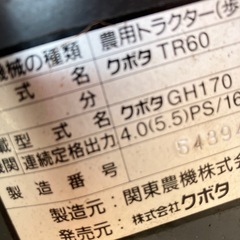 機械の種類 農用トラクター(歩
式 名 クボタ TR60
分
載 型式名 クボタ GH170
機関 連続定格出力 4.0(5.5)PS/16
製造番号
製造元: 関東農機株式会
発売元: 株式会社クボタ